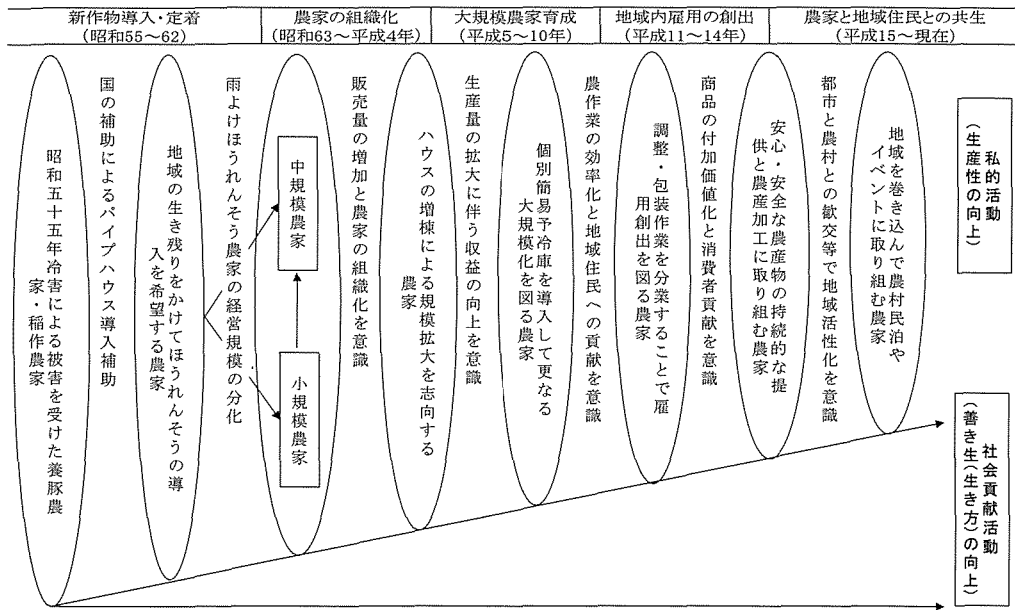 新作物導入・定着
(昭和55～62)
農家の組織化
(昭和63～平成4年)
大規模農家育成
(平成5～10年)
地域内雇用の創出
(平成11～14年)
農家と地域住民との共生
(平成15～現在)
昭和五十五年冷害による被害を受けた養豚農
家・稲作農家
国の補助によるパイプハウス導入補助
地域の生き残りをかけてほうれんそうの導
入を希望する農家
雨よけほうれんそう農家の経営規模の分化
中規模農家
小規模農家
販売量の増加と農家の組織化を意識
ハウスの増棟による規模拡大を志向する
農家
生産量の拡大に伴う収益の向上を意識
個別簡易予冷庫を導入して更なる
大規模化を図る農家
農作業の効率化と地域住民への貢献を意識
調整・包装作業を分業することで雇
用創出を図る農家
商品の付加価値化と消費者貢献を意識
安心・安全な農産物の持続的な提
供と農産加工に取り組む農家
都市と農村との歓交等で地域活性化を意識
地域を巻き込んで農村民泊や
イベントに取り組む農家
私的活動
(生産性の向上)
社会貢献活動
(善き生(生き方)の向上)